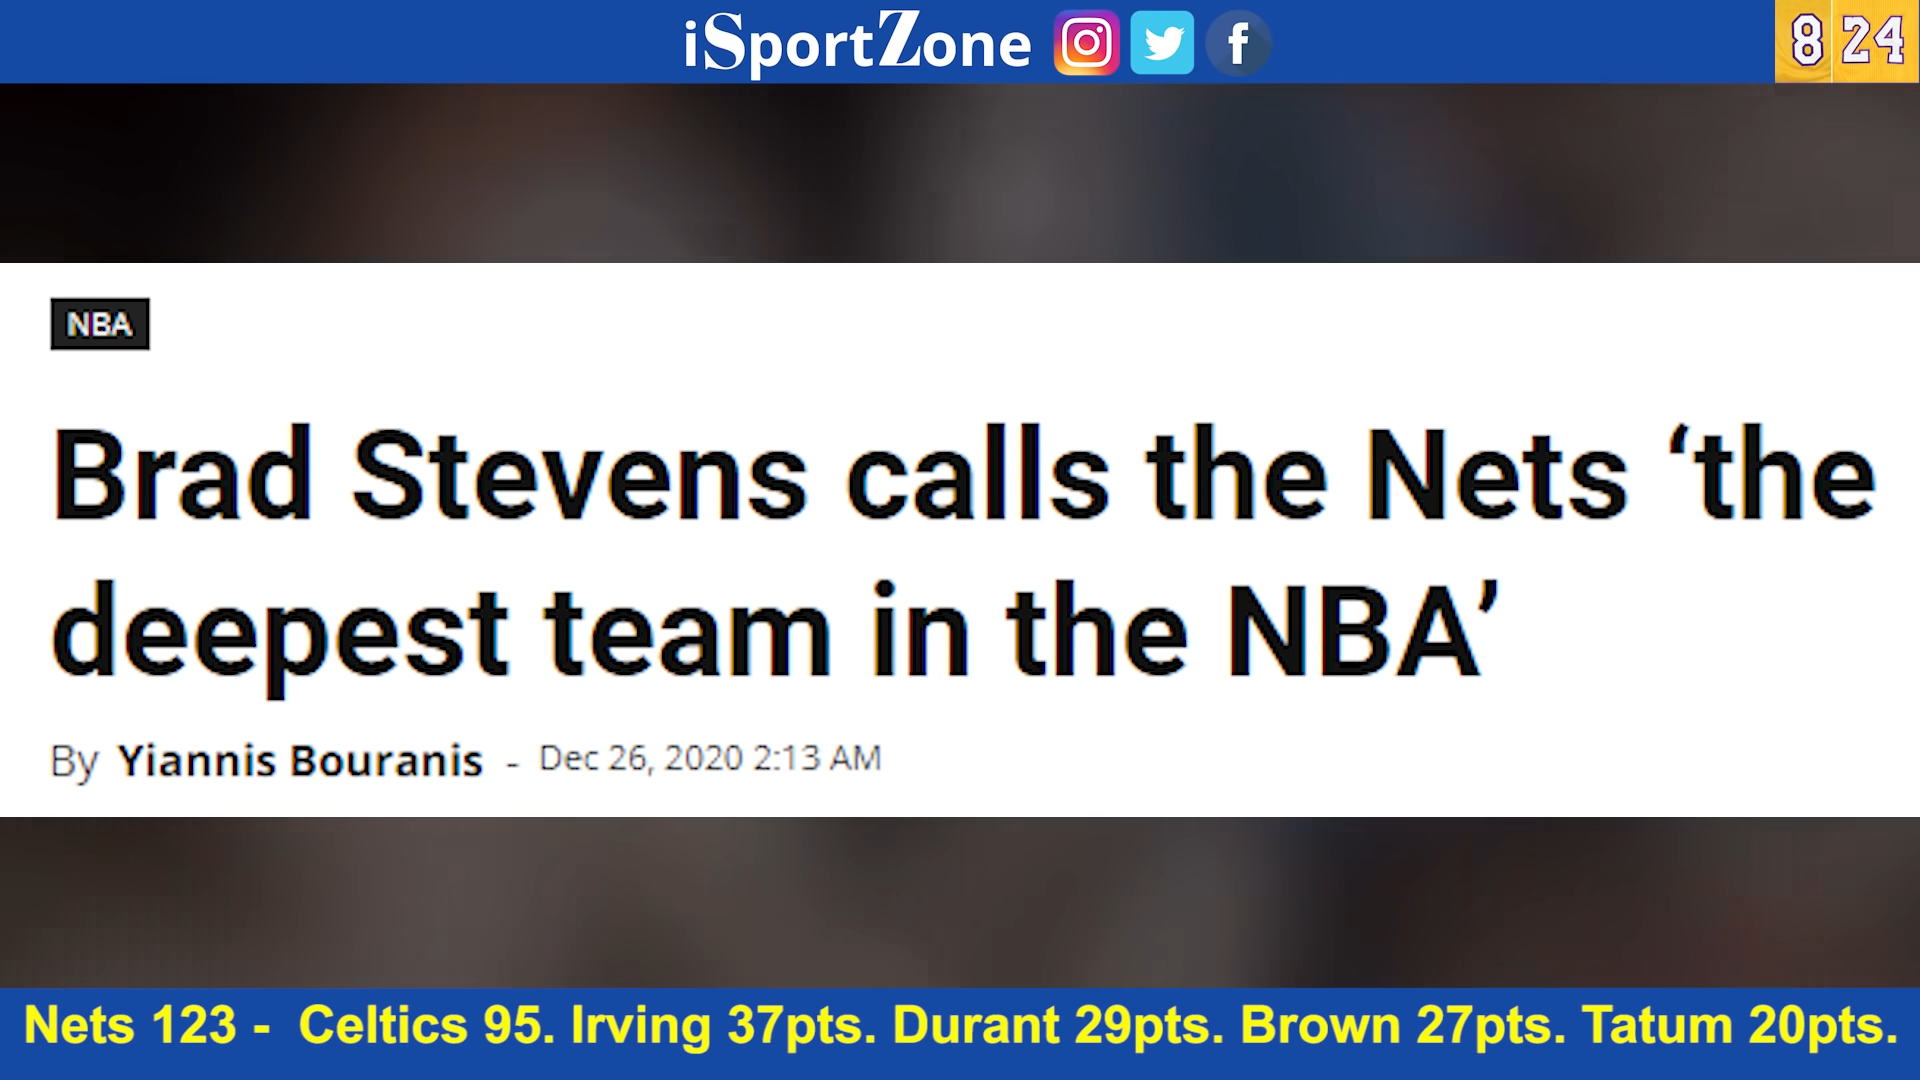 iSportZone
8 24
NBA
Brad Stevens calls the Nets ‘the
deepest team in the NBA’
By Yiannis Bouranis - Dec 26, 2020 2:13 AM
Nets 123 - Celtics 95. Irving 37pts. Durant 29pts. Brown 27pts. Tatum 20pts.